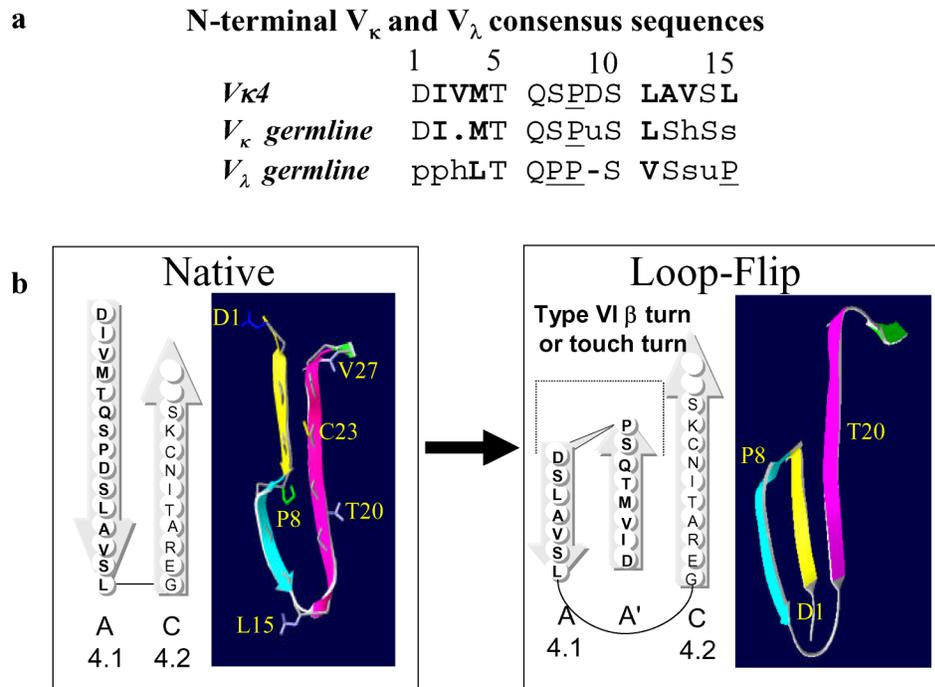 a
N-terminal Vκ and Vλ consensus sequences
1 5 10 15
Vκ4 DIVMT QSPDS LAVSL
Vκ germline DI.MT QSPuS LShSs
Vλ germline pphLT QPP-S VSsuP
b
Native
D
I
V
M
T
Q
S
P
D
S
L
A
V
S
L
S
K
C
N
I
T
A
R
E
G
A C
4.1 4.2
D1
V27
C23
P8
T20
L15
Loop-Flip
Type VI β turn
or touch turn
D
S
L
A
V
S
L
P
S
Q
T
M
V
I
D
S
K
C
N
I
T
A
R
E
G
A A' C
4.1 4.2
P8
T20
D1